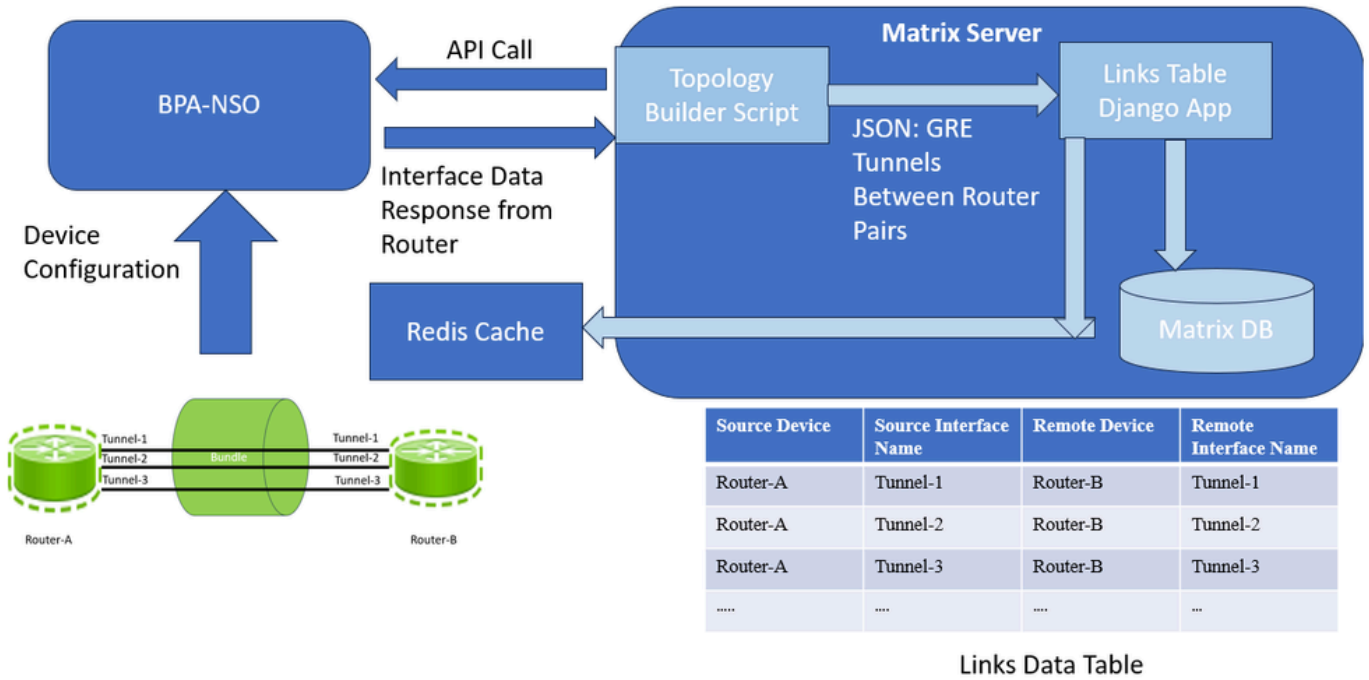 Matrix Server
API Call
BPA-NSO
Topology
Builder Script
Links Table
Django App
JSON: GRE
Tunnels
Between Router
Pairs
Interface Data
Response from
Router
Device
Configuration
Redis Cache
Matrix DB
Tunnel-1
Tunnel-2
Tunnel-3
Bundle
Tunnel-1
Tunnel-2
Tunnel-3
Router-A
Router-B
Source Device Source Interface Name Remote Device Remote Interface Name
Router-A Tunnel-1 Router-B Tunnel-1
Router-A Tunnel-2 Router-B Tunnel-2
Router-A Tunnel-3 Router-B Tunnel-3
..... .... .... ...
Links Data Table